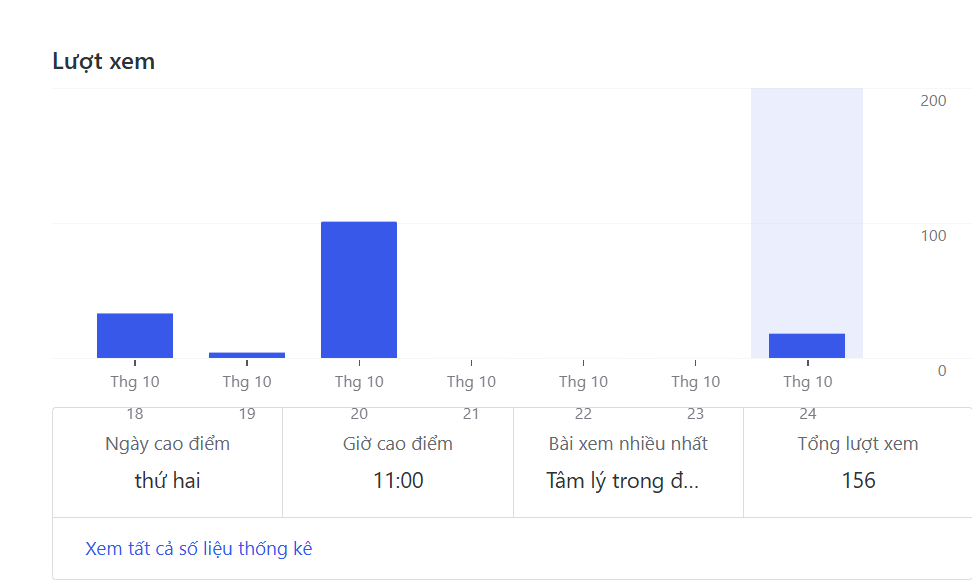 Lượt xem
200
100
0
Thg 10 Thg 10 Thg 10 Thg 10 Thg 10 Thg 10 Thg 10
18 19 20 21 22 23 24
Ngày cao điểm Giờ cao điểm Bài xem nhiều nhất Tổng lượt xem
thứ hai 11:00 Tâm lý trong đ... 156
Xem tất cả số liệu thống kê